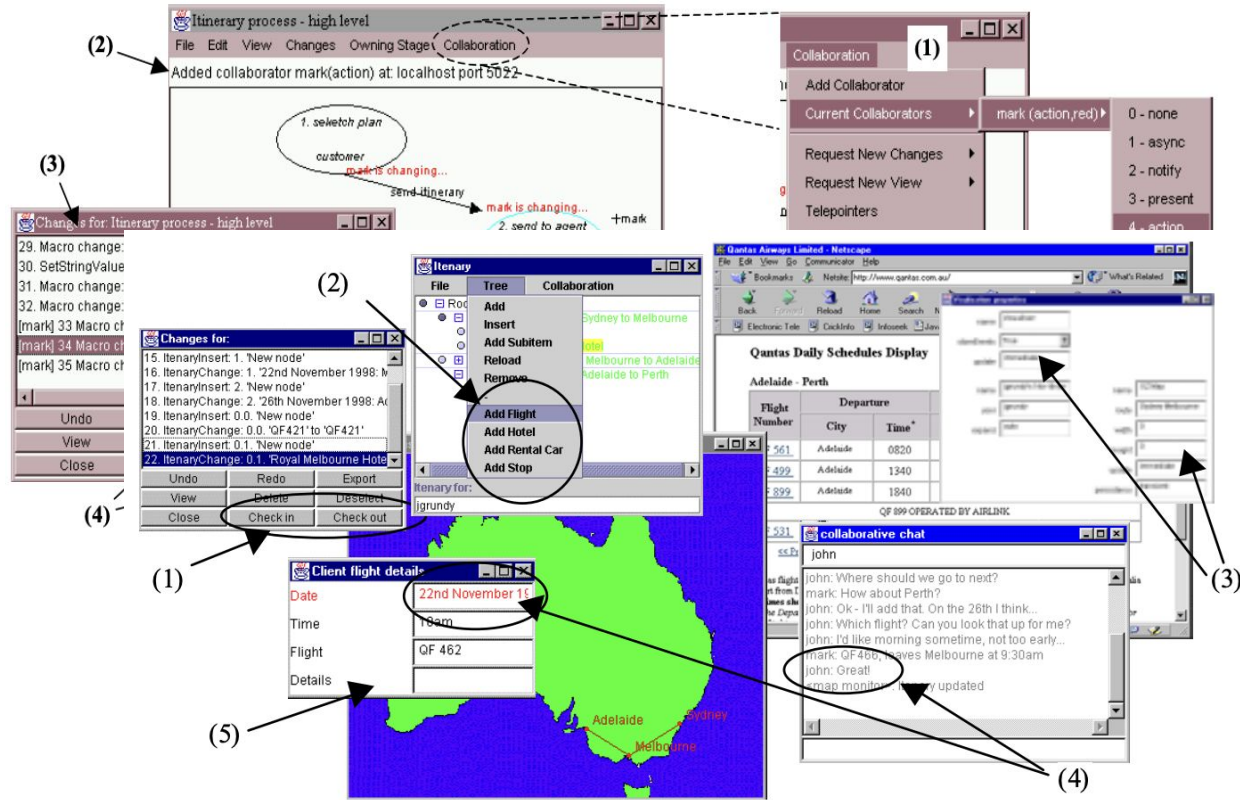 Itinerary process - high level
File Edit View Changes Owning Stage Collaboration
(2)
Added collaborator mark(action) at: localhost port 5022
1. seketch plan
customer
mark is changing...
send itinerary
mark is changing...
2. send to agent
mark
Collaboration
(1)
Add Collaborator
Current Collaborators
mark (action,red)
Request New Changes
Request New View
Telepointers
0 - none
1 - async
2 - notify
3 - present
4 - action
(3)
Changes for: Itinerary process - high level
29. Macro change:
30. SetStringValue
31. Macro change:
32. Macro change:
[mark] 33 Macro ch
[mark] 34 Macro ch
[mark] 35 Macro ch
Undo
View
Close
(4)
Changes for:
15. ItenaryInsert: 1. 'New node'
16. ItenaryChange: 1. '22nd November 1998: M
17. ItenaryInsert: 2. 'New node'
18. ItenaryChange: 2. '26th November 1998: Ac
19. ItenaryInsert: 0.0. 'New node'
20. ItenaryChange: 0.0. 'QF421' to 'QF421'
21. ItenaryInsert: 0.1. 'New node'
22. ItenaryChange: 0.1. 'Royal Melbourne Hote
Undo Redo Export
View Delete Deselect
Close Check in Check out
(1)
Itenary
File Tree Collaboration
Roo
Sydney to Melbourne
otel
Melbourne to Adelaide
Adelaide to Perth
Add
Insert
Add Subitem
Reload
Remove
-
Add Flight
Add Hotel
Add Rental Car
Add Stop
(2)
Itenary for:
jgrundy
Qantas Airways Limited - Netscape
File Edit View Go Communicator Help
Bookmarks Netsite: http://www.qantas.com.au/ What's Related
Back Forward Reload Home Search
Electronic Tele CockInfo Infoseek Java
Qantas Daily Schedules Display
Adelaide - Perth
Flight Number Departure
City Time*
561 Adelaide 0820
499 Adelaide 1340
899 Adelaide 1840
QF 899 OPERATED BY AIRLINK
531
(3)
collaborative chat
john
john: Where should we go to next?
mark: How about Perth?
john: Ok - I'll add that. On the 26th I think...
john: Which flight? Can you look that up for me?
john: I'd like morning sometime, not too early...
mark: QF466, leaves Melbourne at 9:30am
john: Great!
<map monitor>: Itenary updated
(4)
Client flight details
Date 22nd November 19
Time 10am
Flight QF 462
Details
(5)
Adelaide
Sydney
Melbourne